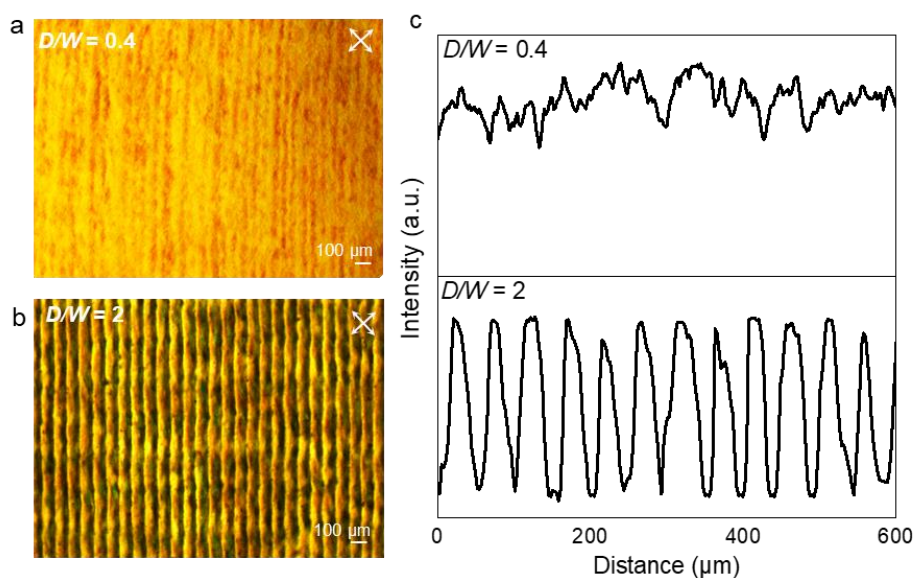 a
D/W = 0.4
100 µm
b
D/W = 2
100 µm
c
D/W = 0.4
D/W = 2
Intensity (a.u.)
0 200 400 600
Distance (µm)